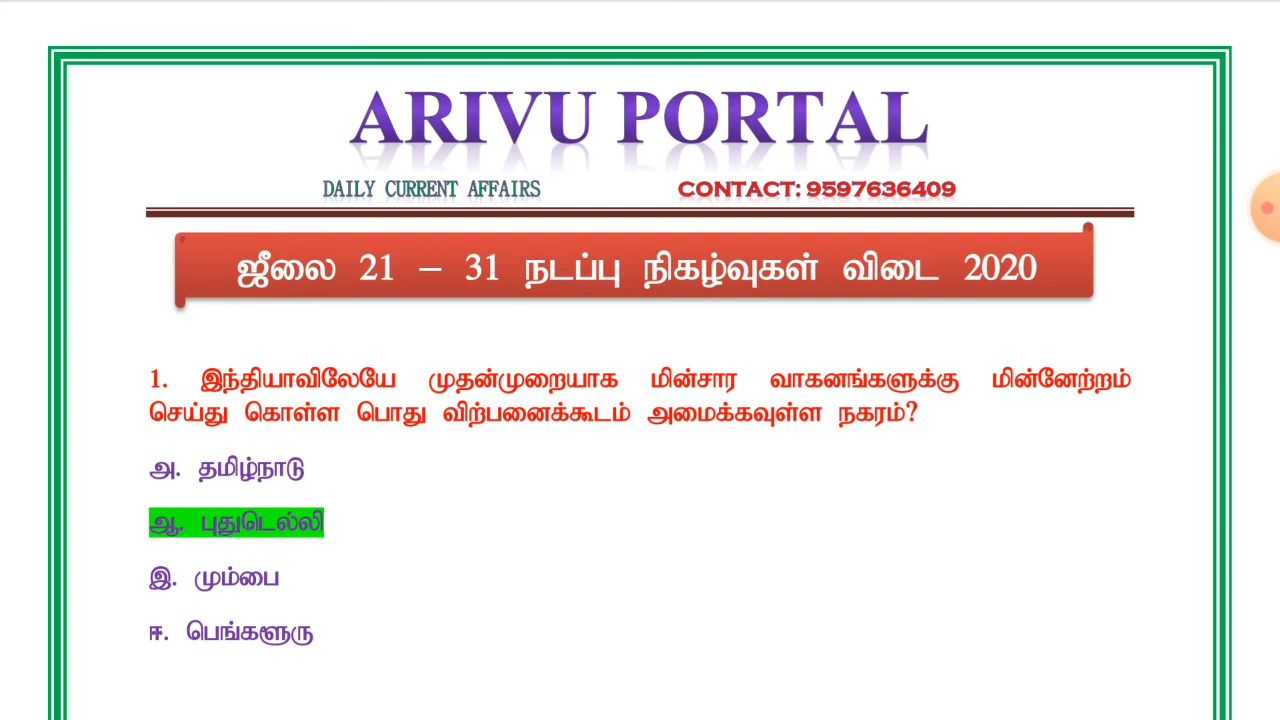 ARIVU PORTAL
DAILY CURRENT AFFAIRS CONTACT: 9597636409
ஜீலை 21 – 31 நடப்பு நிகழ்வுகள் விடை 2020
1. இந்தியாவிலேயே முதன்முறையாக மின்சார வாகனங்களுக்கு மின்னேற்றம்
செய்து கொள்ள பொது விற்பனைக்கூடம் அமைக்கவுள்ள நகரம்?
அ. தமிழ்நாடு
ஆ. புதுடெல்லி
இ. மும்பை
ஈ. பெங்களூரு